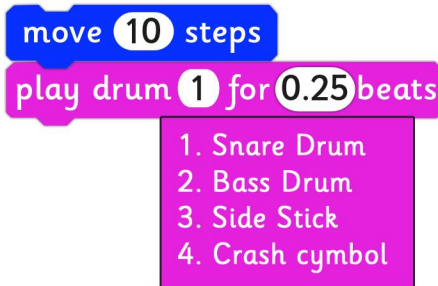 move 10 steps
play drum 1 for 0.25 beats
1. Snare Drum
2. Bass Drum
3. Side Stick
4. Crash cymbol